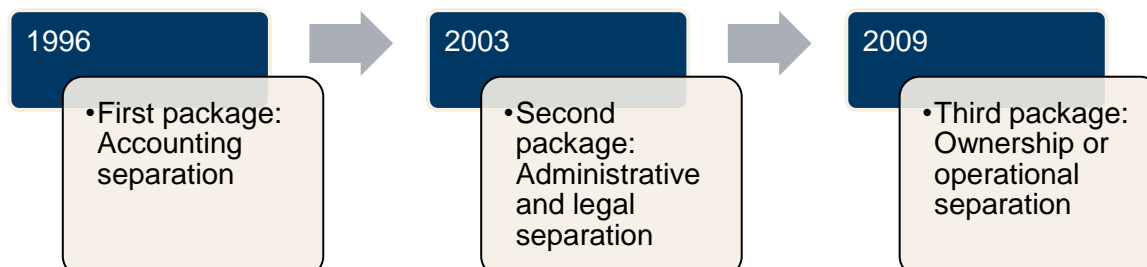 1996
•First package:
Accounting
separation
2003
•Second
package:
Administrative
and legal
separation
2009
•Third package:
Ownership or
operational
separation